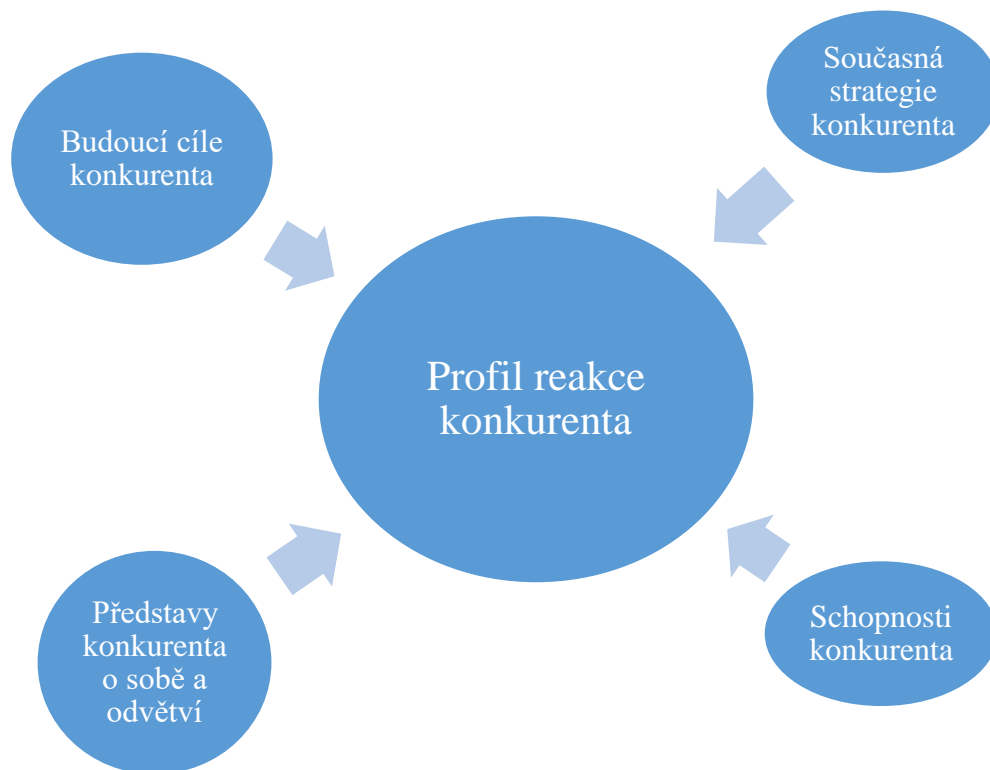 Budoucí cíle
konkurenta
Současná
strategie
konkurenta
Profil reakce
konkurenta
Představy
konkurenta
o sobě a
odvětví
Schopnosti
konkurenta